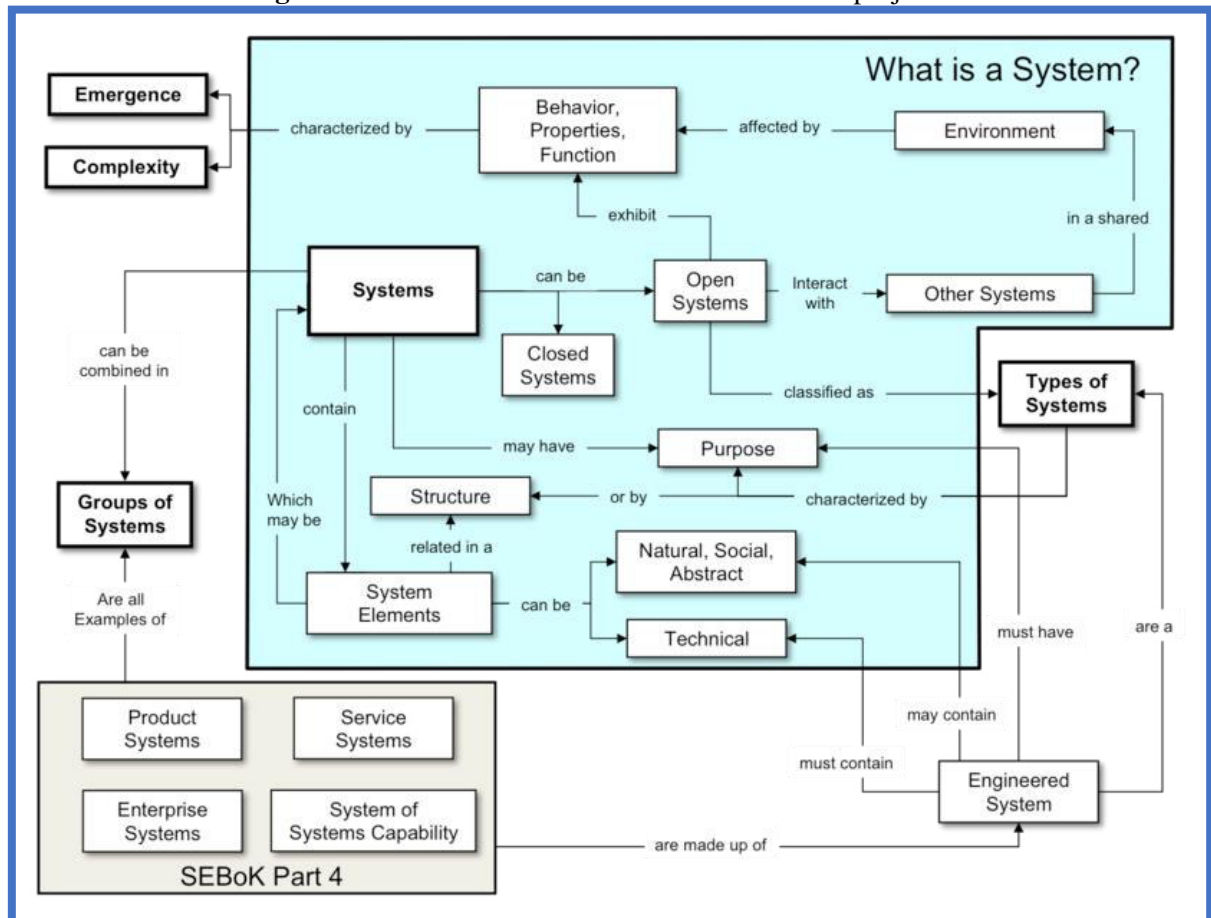 What is a System?
Emergence
Complexity
characterized by
Behavior,
Properties,
Function
affected by
Environment
exhibit
in a shared
Systems
can be
Open
Systems
Interact
with
Other Systems
Closed
Systems
can be
combined in
contain
classified as
Types of
Systems
may have
Purpose
Groups of
Systems
Which
may be
Structure
or by
characterized by
related in a
Natural, Social,
Abstract
Are all
Examples of
System
Elements
can be
Technical
must have
are a
Product
Systems
Service
Systems
may contain
must contain
Engineered
System
Enterprise
Systems
System of
Systems Capability
are made up of
SEBoK Part 4